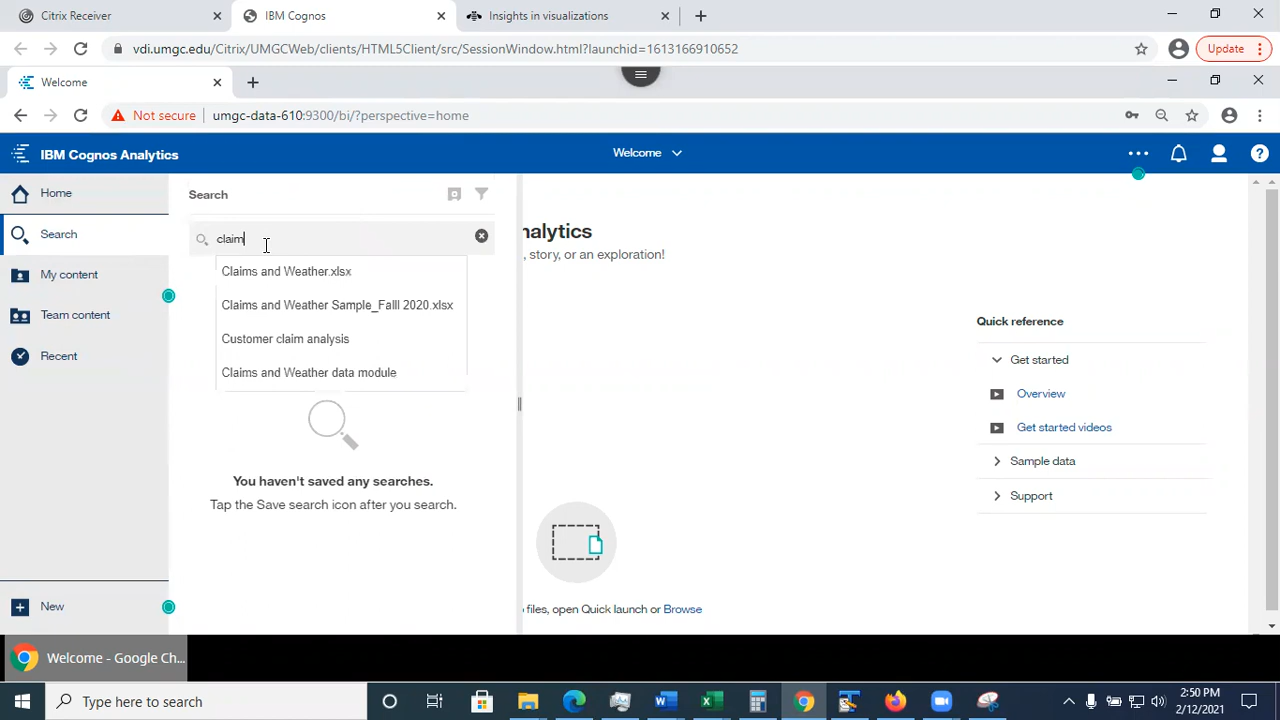 Citrix Receiver
IBM Cognos
Insights in visualizations
vdi.umgc.edu/Citrix/UMGCWeb/clients/HTML5Client/src/SessionWindow.html?launchid=1613166910652
Update
Welcome
Not secure
umgc-data-610:9300/bi/?perspective=home
IBM Cognos Analytics
Welcome
Home
Search
My content
Team content
Recent
New
Search
claim
Claims and Weather.xlsx
Claims and Weather Sample_Falll 2020.xlsx
Customer claim analysis
Claims and Weather data module
You haven't saved any searches.
Tap the Save search icon after you search.
nalytics
, story, or an exploration!
files, open Quick launch or Browse
Quick reference
Get started
Overview
Get started videos
Sample data
Support
Welcome - Google Ch...
Type here to search
2:50 PM
2/12/2021